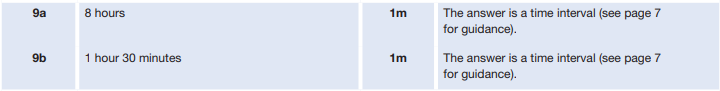 9a 8 hours 1m The answer is a time interval (see page 7
for guidance).
9b 1 hour 30 minutes 1m The answer is a time interval (see page 7
for guidance).